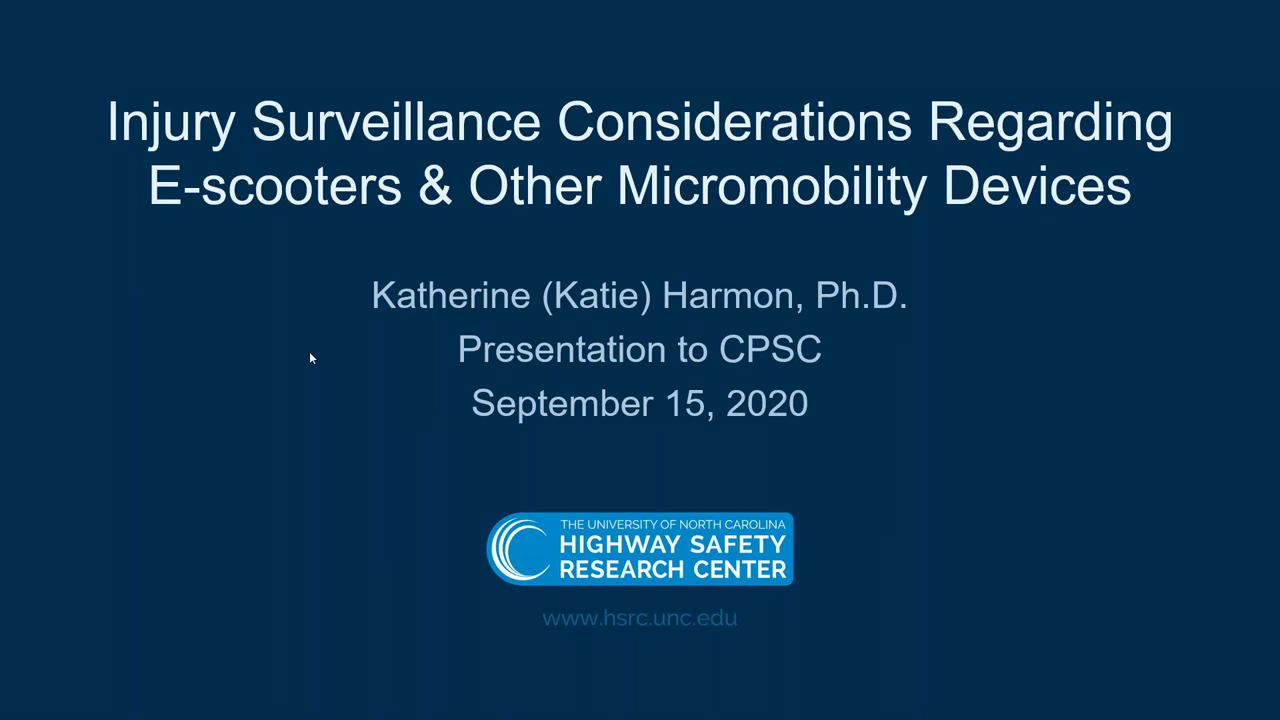 Injury Surveillance Considerations Regarding
E-scooters & Other Micromobility Devices
Katherine (Katie) Harmon, Ph.D.
Presentation to CPSC
September 15, 2020
THE UNIVERSITY OF NORTH CAROLINA
HIGHWAY SAFETY
RESEARCH CENTER
www.hsrc.unc.edu